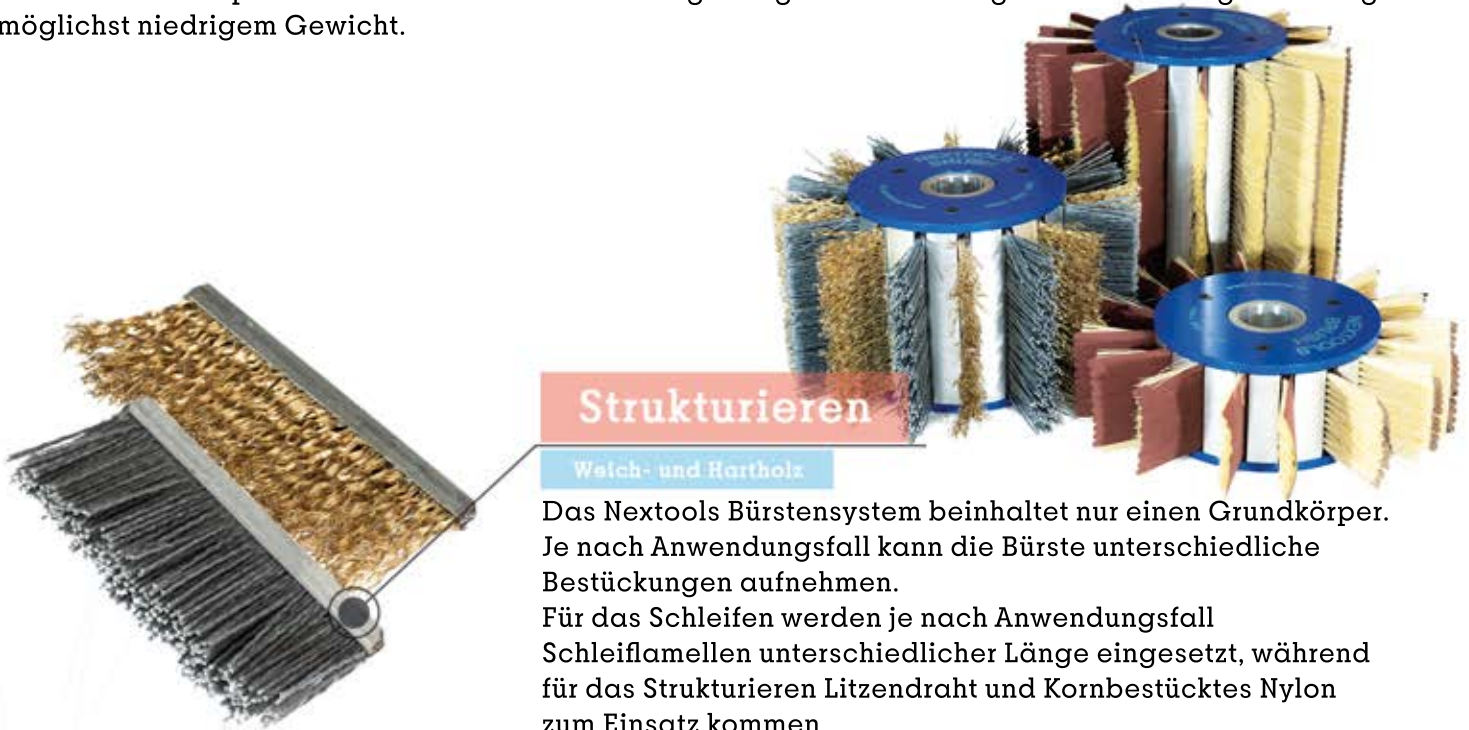 möglichst niedrigem Gewicht.
Strukturieren
Weich- und Hartholz
Das Nextools Bürstensystem beinhaltet nur einen Grundkörper.
Je nach Anwendungsfall kann die Bürste unterschiedliche
Bestückungen aufnehmen.
Für das Schleifen werden je nach Anwendungsfall
Schleiflamellen unterschiedlicher Länge eingesetzt, während
für das Strukturieren Litzendraht und Kornbestücktes Nylon
zum Einsatz kommen